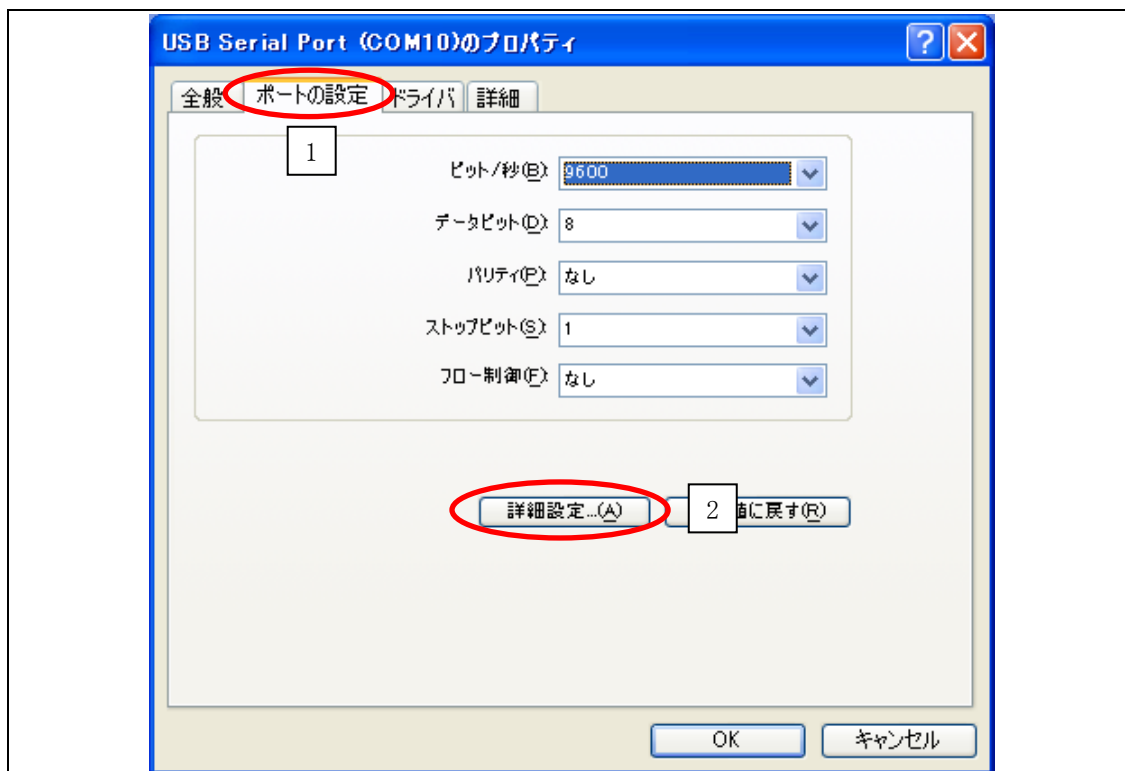 USB Serial Port (COM10)のプロパティ
全般 ポートの設定 ドライバ 詳細
1
ビット/秒(B): 9600
データ ビット(D): 8
パリティ(P): なし
ストップ ビット(S): 1
フロー制御(F): なし
詳細設定...(A) 2 値に戻す(R)
OK キャンセル